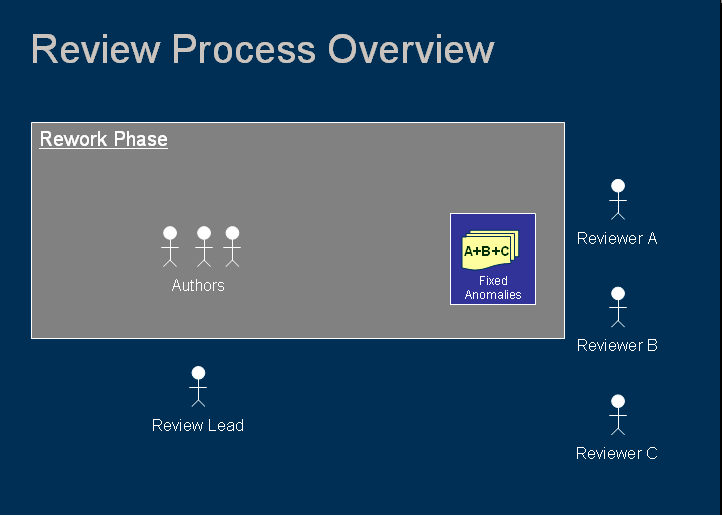 Review Process Overview
Rework Phase
Reviewer A
A+B+C
Authors
Fixed
Anomalies
Reviewer B
Review Lead
Reviewer C